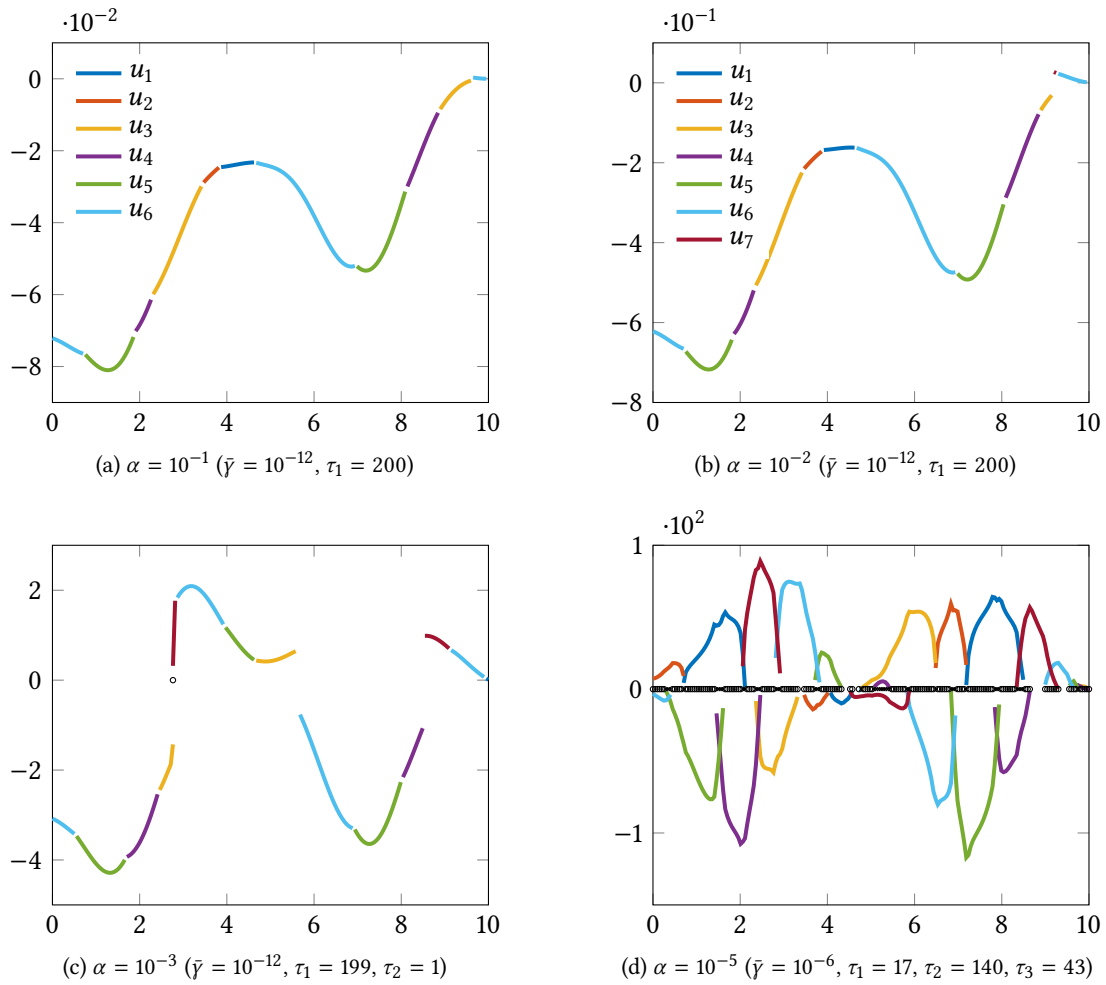 ·10⁻²
0
−2
−4
−6
−8
0 2 4 6 8 10
u₁
u₂
u₃
u₄
u₅
u₆
(a) α = 10⁻¹ (γ̄ = 10⁻¹², τ₁ = 200)
·10⁻¹
0
−2
−4
−6
−8
0 2 4 6 8 10
u₁
u₂
u₃
u₄
u₅
u₆
u₇
(b) α = 10⁻² (γ̄ = 10⁻¹², τ₁ = 200)
2
0
−2
−4
0 2 4 6 8 10
(c) α = 10⁻³ (γ̄ = 10⁻¹², τ₁ = 199, τ₂ = 1)
·10²
1
0
−1
0 2 4 6 8 10
(d) α = 10⁻⁵ (γ̄ = 10⁻⁶, τ₁ = 17, τ₂ = 140, τ₃ = 43)